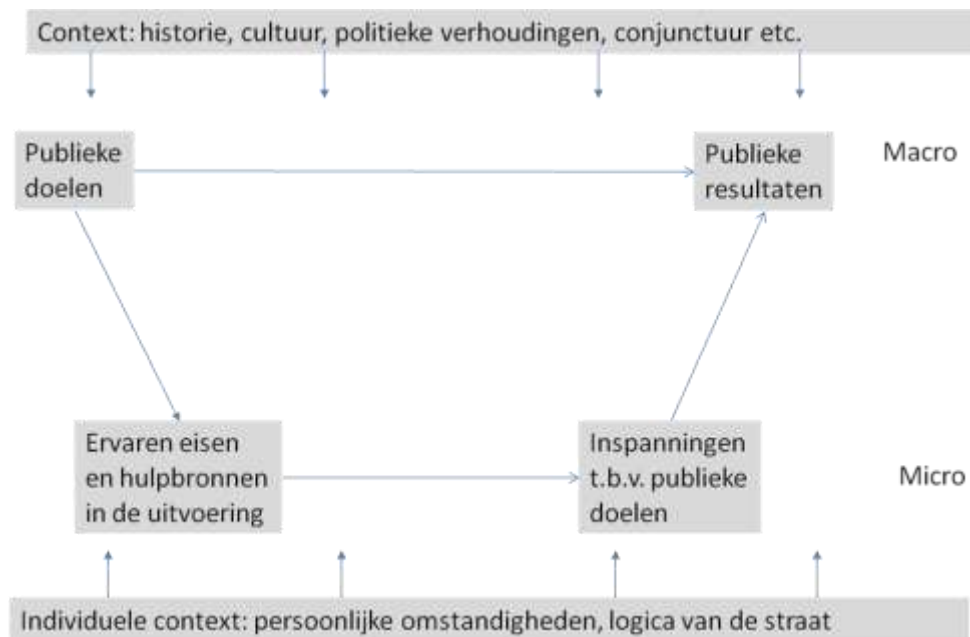 Context: historie, cultuur, politieke verhoudingen, conjunctuur etc.
Publieke
doelen
Publieke
resultaten
Macro
Ervaren eisen
en hulpbronnen
in de uitvoering
Inspanningen
t.b.v. publieke
doelen
Micro
Individuele context: persoonlijke omstandigheden, logica van de straat